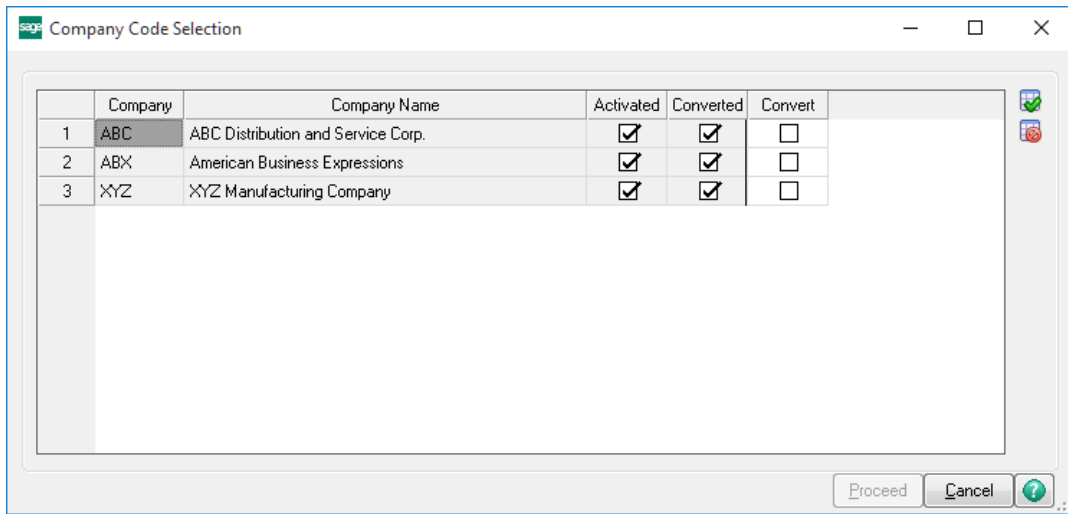 sage Company Code Selection
Company Company Name Activated Converted Convert
1 ABC ABC Distribution and Service Corp.
2 ABX American Business Expressions
3 XYZ XYZ Manufacturing Company
Proceed Cancel ?